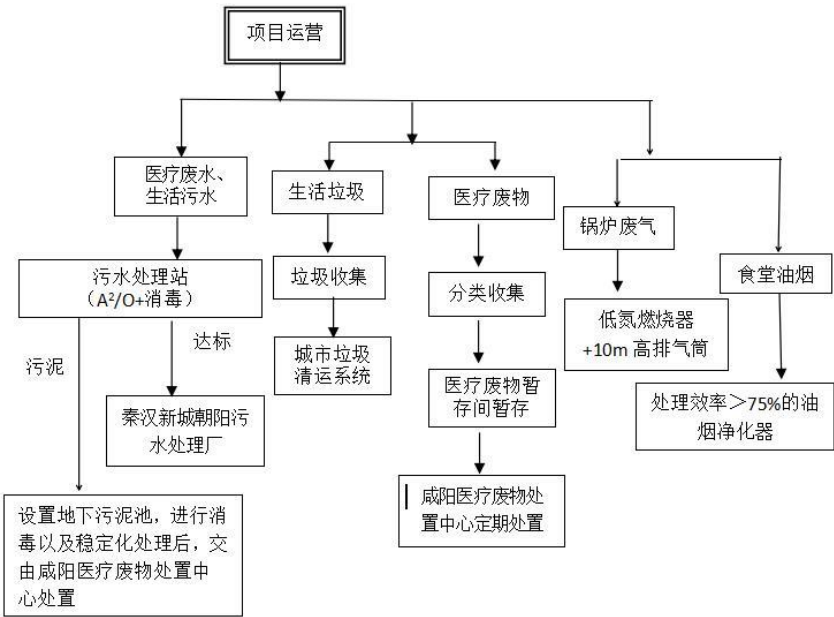 项目运营
医疗废水、
生活污水
生活垃圾
医疗废物
锅炉废气
食堂油烟
污水处理站
（A²/O+消毒）
垃圾收集
分类收集
低氮燃烧器
+10m 高排气筒
污泥
达标
城市垃圾
清运系统
医疗废物暂
存间暂存
处理效率＞75%的油
烟净化器
秦汉新城朝阳污
水处理厂
咸阳医疗废物处
置中心定期处置
设置地下污泥池，进行消
毒以及稳定化处理后，交
由咸阳医疗废物处置中
心处置